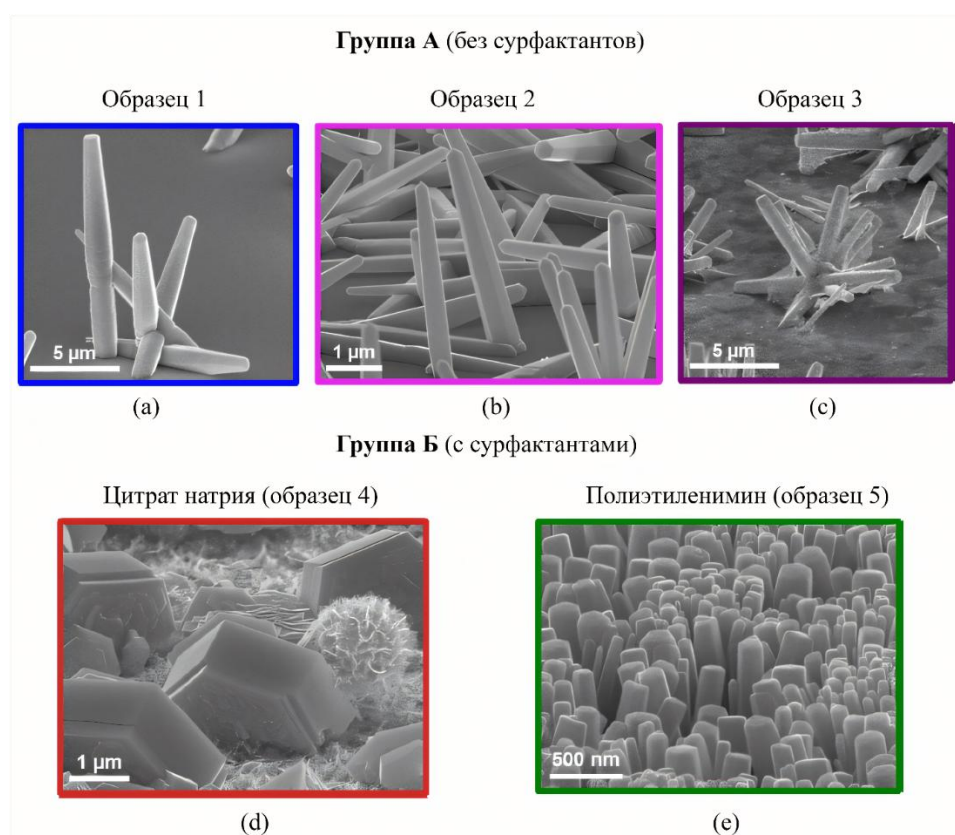 Группа А (без сурфактантов)
Образец 1
Образец 2
Образец 3
5 µm
1 µm
5 µm
(a)
(b)
(c)
Группа Б (с сурфактантами)
Цитрат натрия (образец 4)
Полиэтиленимин (образец 5)
1 µm
500 nm
(d)
(e)